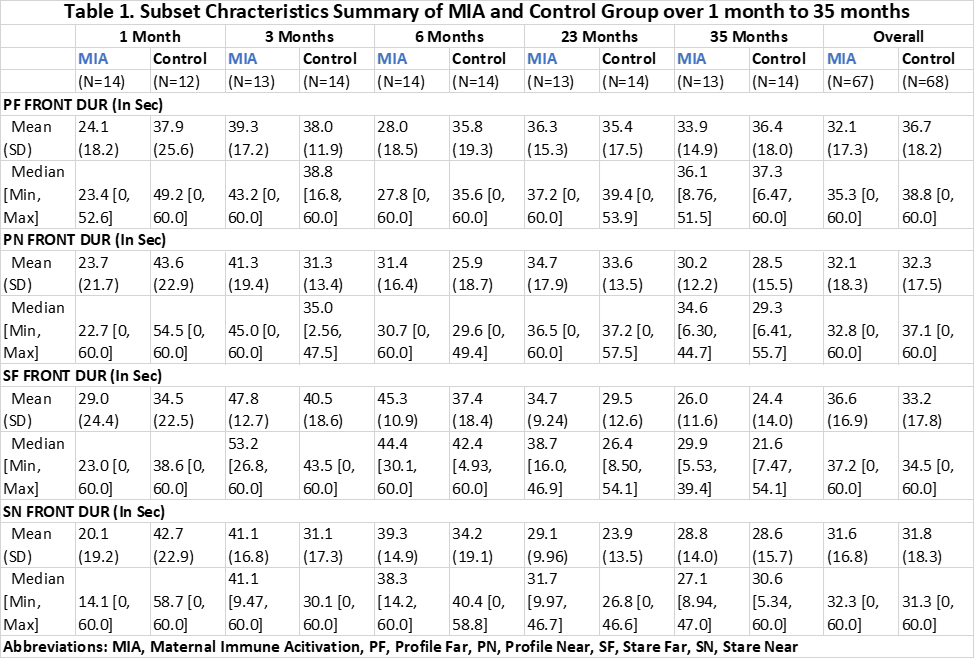 Table 1. Subset Chracteristics Summary of MIA and Control Group over 1 month to 35 months
1 Month 3 Months 6 Months 23 Months 35 Months Overall
MIA Control MIA Control MIA Control MIA Control MIA Control MIA Control
(N=14) (N=12) (N=13) (N=14) (N=14) (N=14) (N=13) (N=14) (N=13) (N=14) (N=67) (N=68)
PF FRONT DUR (In Sec)
Mean 24.1 37.9 39.3 38.0 28.0 35.8 36.3 35.4 33.9 36.4 32.1 36.7
(SD) (18.2) (25.6) (17.2) (11.9) (18.5) (19.3) (15.3) (17.5) (14.9) (18.0) (17.3) (18.2)
Median 38.8 36.1 37.3
[Min, 23.4 [0, 49.2 [0, 43.2 [0, [16.8, 27.8 [0, 35.6 [0, 37.2 [0, 39.4 [0, [8.76, [6.47, 35.3 [0, 38.8 [0,
Max] 52.6] 60.0] 60.0] 60.0] 60.0] 60.0] 60.0] 53.9] 51.5] 60.0] 60.0] 60.0]
PN FRONT DUR (In Sec)
Mean 23.7 43.6 41.3 31.3 31.4 25.9 34.7 33.6 30.2 28.5 32.1 32.3
(SD) (21.7) (22.9) (19.4) (13.4) (16.4) (18.7) (17.9) (13.5) (12.2) (15.5) (18.3) (17.5)
Median 35.0 34.6 29.3
[Min, 22.7 [0, 54.5 [0, 45.0 [0, [2.56, 30.7 [0, 29.6 [0, 36.5 [0, 37.2 [0, [6.30, [6.41, 32.8 [0, 37.1 [0,
Max] 60.0] 60.0] 60.0] 47.5] 60.0] 49.4] 60.0] 57.5] 44.7] 55.7] 60.0] 60.0]
SF FRONT DUR (In Sec)
Mean 29.0 34.5 47.8 40.5 45.3 37.4 34.7 29.5 26.0 24.4 36.6 33.2
(SD) (24.4) (22.5) (12.7) (18.6) (10.9) (18.4) (9.24) (12.6) (11.6) (14.0) (16.9) (17.8)
Median 53.2 44.4 42.4 38.7 26.4 29.9 21.6
[Min, 23.0 [0, 38.6 [0, [26.8, 43.5 [0, [30.1, [4.93, [16.0, [8.50, [5.53, [7.47, 37.2 [0, 34.5 [0,
Max] 60.0] 60.0] 60.0] 60.0] 60.0] 60.0] 46.9] 54.1] 39.4] 54.1] 60.0] 60.0]
SN FRONT DUR (In Sec)
Mean 20.1 42.7 41.1 31.1 39.3 34.2 29.1 23.9 28.8 28.6 31.6 31.8
(SD) (19.2) (22.9) (16.8) (17.3) (14.9) (19.1) (9.96) (13.5) (14.0) (15.7) (16.8) (18.3)
Median 41.1 38.3 31.7 27.1 30.6
[Min, 14.1 [0, 58.7 [0, [9.47, 30.1 [0, [14.2, 40.4 [0, [9.97, 26.8 [0, [8.94, [5.34, 32.3 [0, 31.3 [0,
Max] 60.0] 60.0] 60.0] 60.0] 60.0] 58.8] 46.7] 46.6] 47.0] 60.0] 60.0] 60.0]
Abbreviations: MIA, Maternal Immune Acitivation, PF, Profile Far, PN, Profile Near, SF, Stare Far, SN, Stare Near